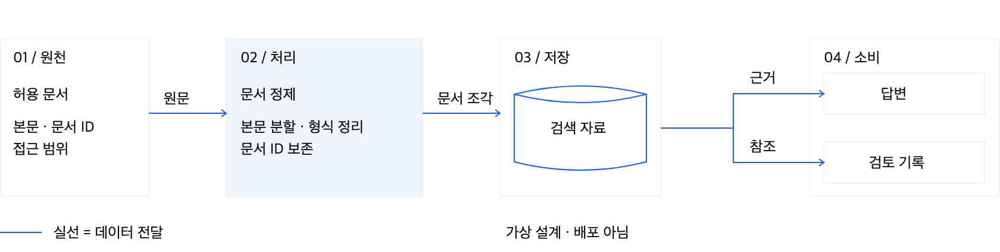 01 / 원천
허용 문서
본문 · 문서 ID
접근 범위
원문
02 / 처리
문서 정제
본문 분할 · 형식 정리
문서 ID 보존
문서 조각
03 / 저장
검색 자료
근거
참조
04 / 소비
답변
검토 기록
실선 = 데이터 전달
가상 설계 · 배포 아님